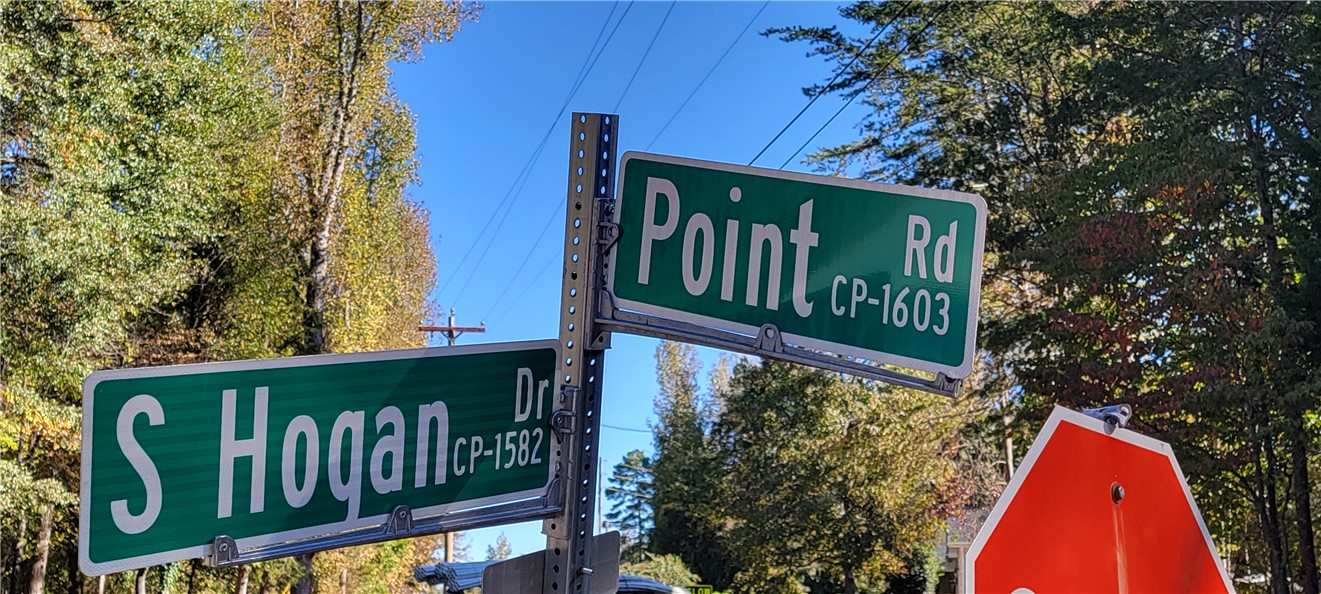 Point Rd
CP-1603
S Hogan Dr
CP-1582